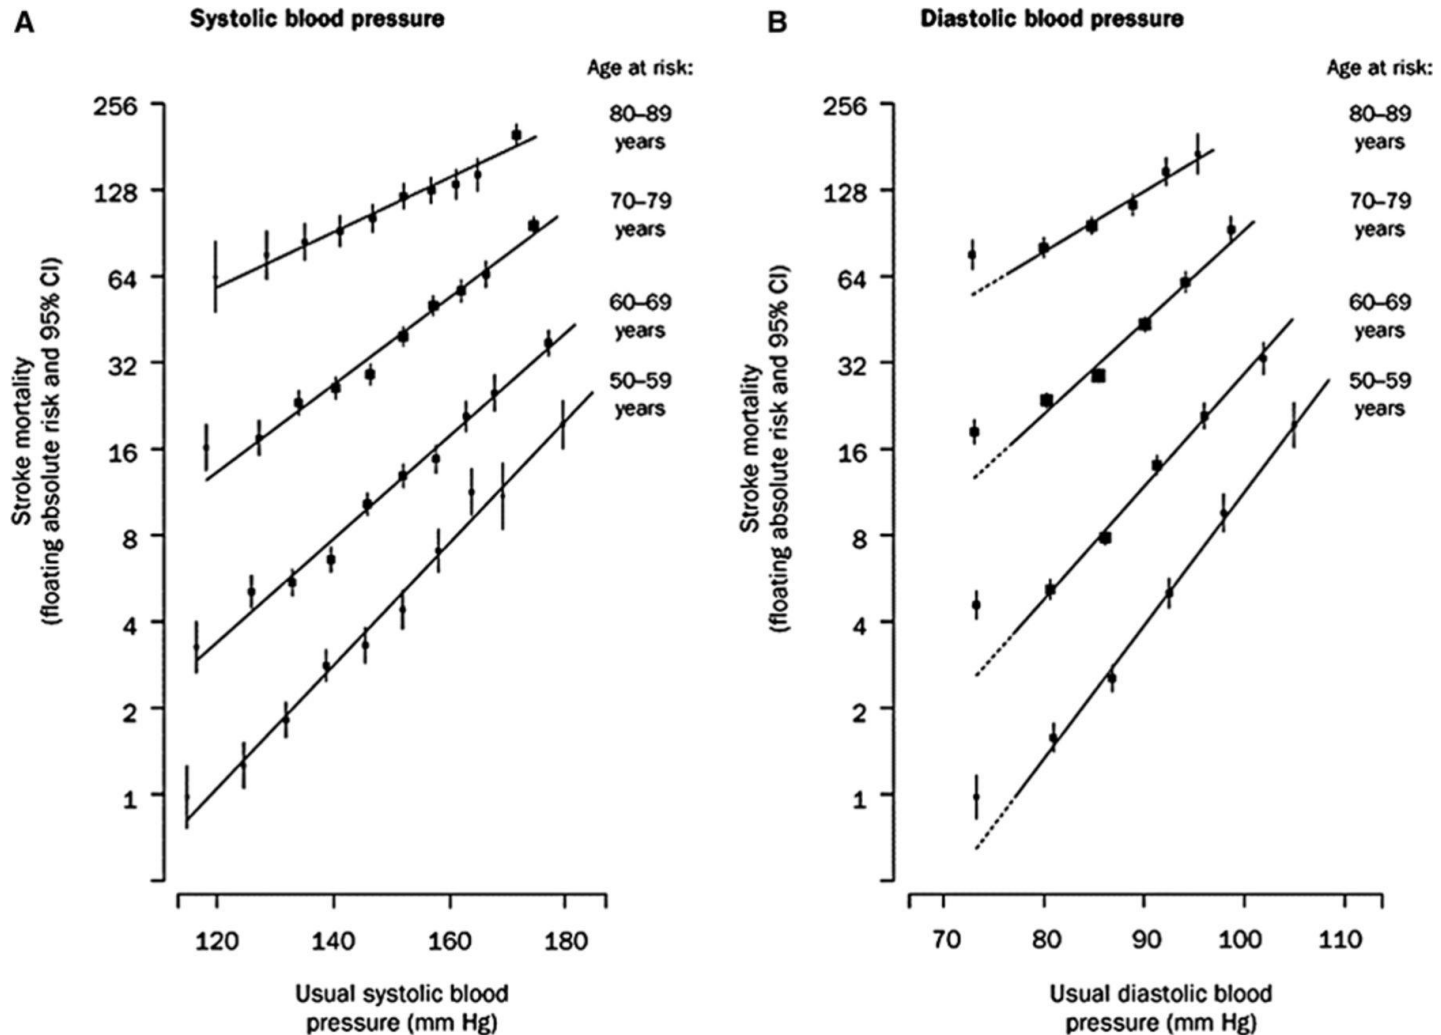 A
Systolic blood pressure
Age at risk:
80–89
years
70–79
years
60–69
years
50–59
years
256
128
64
32
16
8
4
2
1
Stroke mortality
(floating absolute risk and 95% CI)
120 140 160 180
Usual systolic blood
pressure (mm Hg)
B
Diastolic blood pressure
Age at risk:
80–89
years
70–79
years
60–69
years
50–59
years
256
128
64
32
16
8
4
2
1
Stroke mortality
(floating absolute risk and 95% CI)
70 80 90 100 110
Usual diastolic blood
pressure (mm Hg)